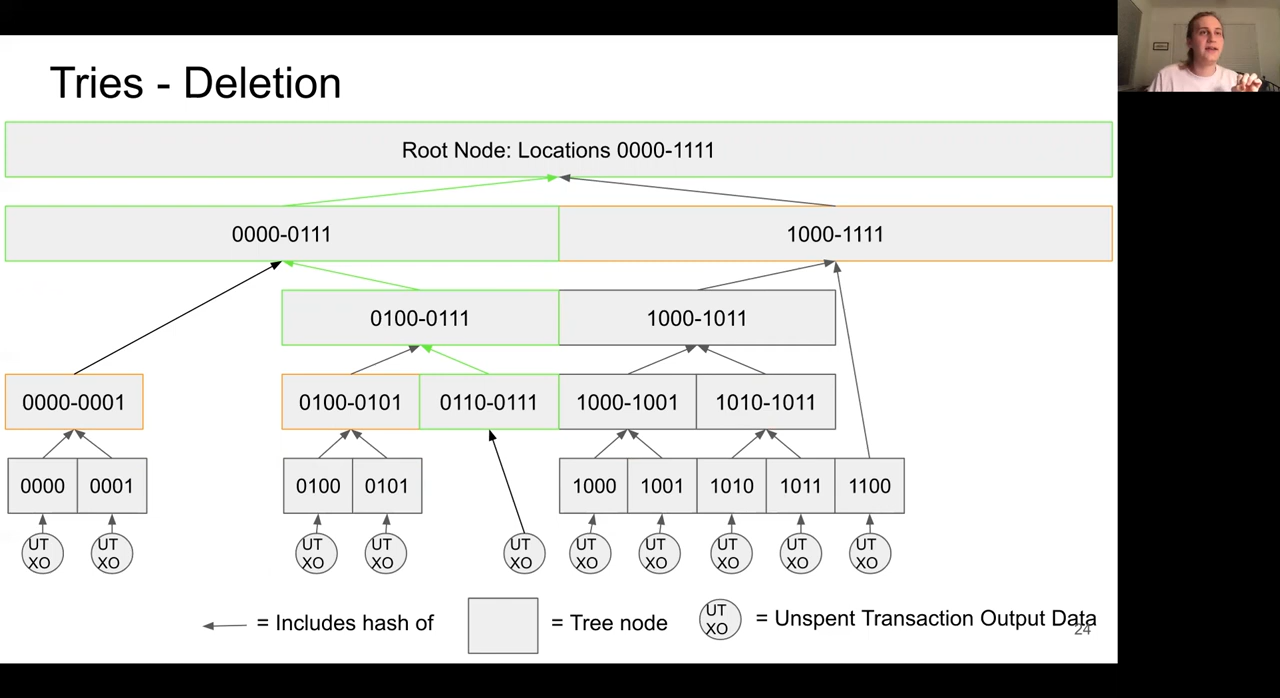 Tries - Deletion
Root Node: Locations 0000-1111
0000-0111 1000-1111
0100-0111 1000-1011
0000-0001 0100-0101 0110-0111 1000-1001 1010-1011
0000 0001 0100 0101 1000 1001 1010 1011 1100
UT UT UT UT UT UT UT UT UT UT
XO XO XO XO XO XO XO XO XO XO
= Includes hash of = Tree node UT XO = Unspent Transaction Output Data
24